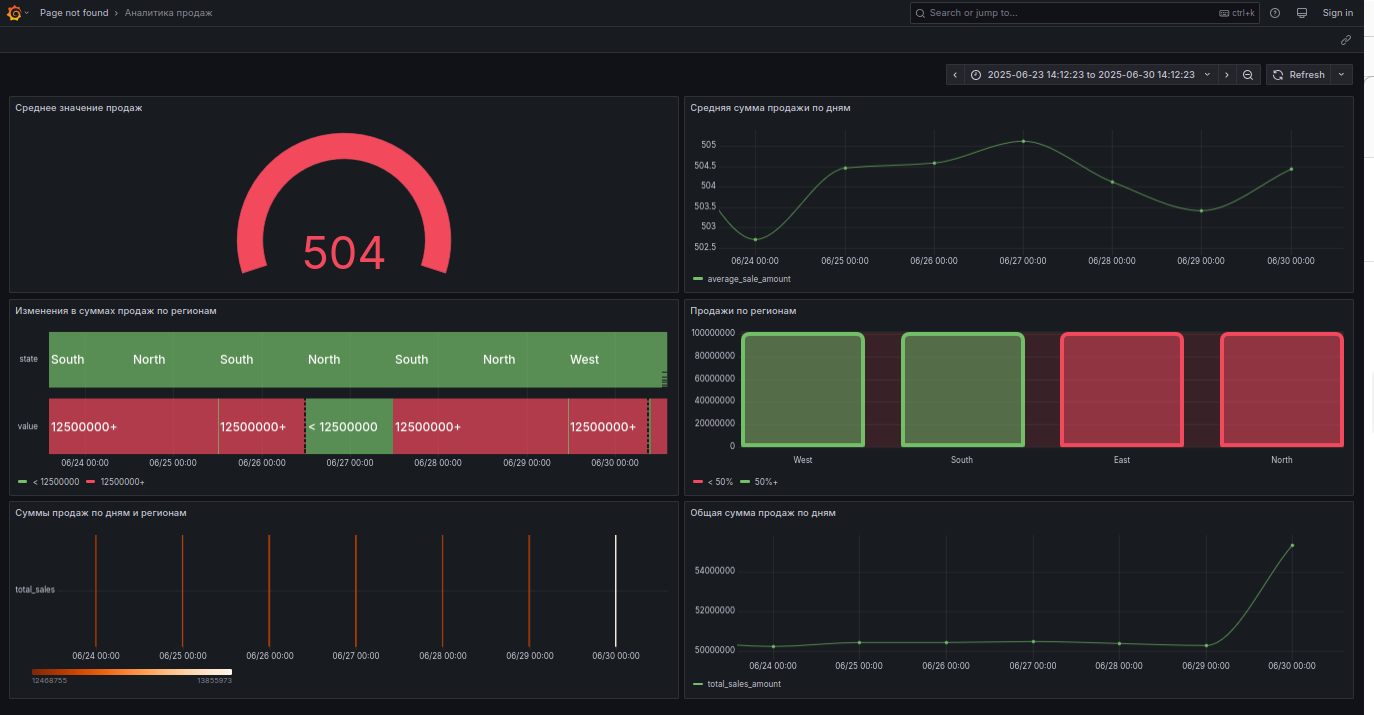 Page not found › Аналитика продаж
Search or jump to...
ctrl+k
Sign in
2025-06-23 14:12:23 to 2025-06-30 14:12:23
Refresh
Среднее значение продаж
504
Средняя сумма продажи по дням
505
504.5
504
503.5
503
502.5
06/24 00:00 06/25 00:00 06/26 00:00 06/27 00:00 06/28 00:00 06/29 00:00 06/30 00:00
average_sale_amount
Изменения в суммах продаж по регионам
state
South North South North South North West
value
12500000+ 12500000+ < 12500000 12500000+ 12500000+
06/24 00:00 06/25 00:00 06/26 00:00 06/27 00:00 06/28 00:00 06/29 00:00 06/30 00:00
< 12500000 12500000+
Продажи по регионам
100000000
80000000
60000000
40000000
20000000
0
West South East North
< 50% 50%+
Суммы продаж по дням и регионам
total_sales
06/24 00:00 06/25 00:00 06/26 00:00 06/27 00:00 06/28 00:00 06/29 00:00 06/30 00:00
12468755 13855873
Общая сумма продаж по дням
54000000
52000000
50000000
06/24 00:00 06/25 00:00 06/26 00:00 06/27 00:00 06/28 00:00 06/29 00:00 06/30 00:00
total_sales_amount